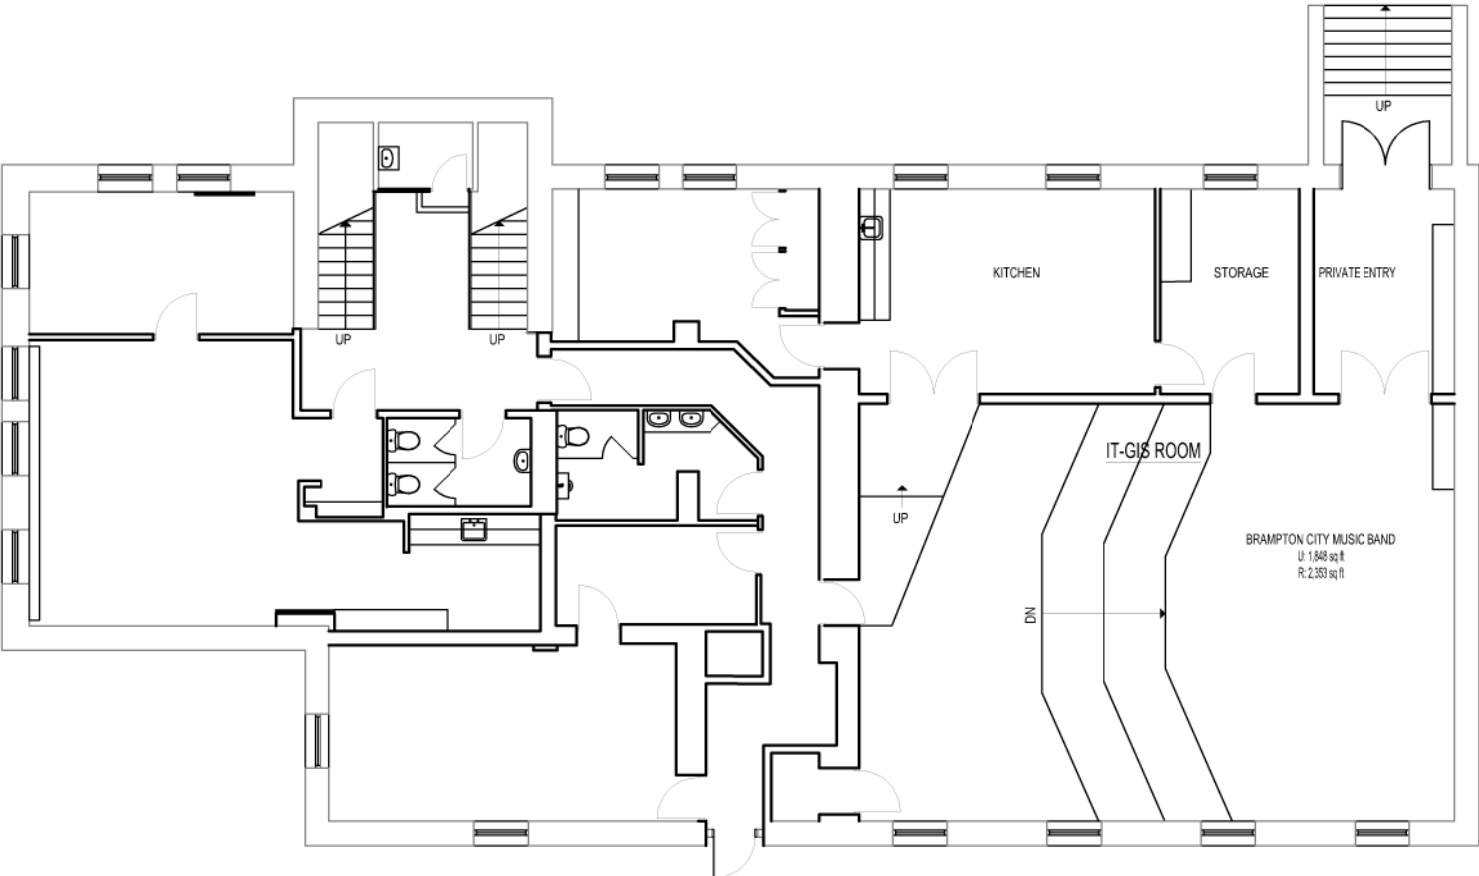 UP
KITCHEN
STORAGE
PRIVATE ENTRY
UP
UP
IT-GIS ROOM
UP
BRAMPTON CITY MUSIC BAND
U: 1,848 sq ft
R: 2,353 sq ft
DN